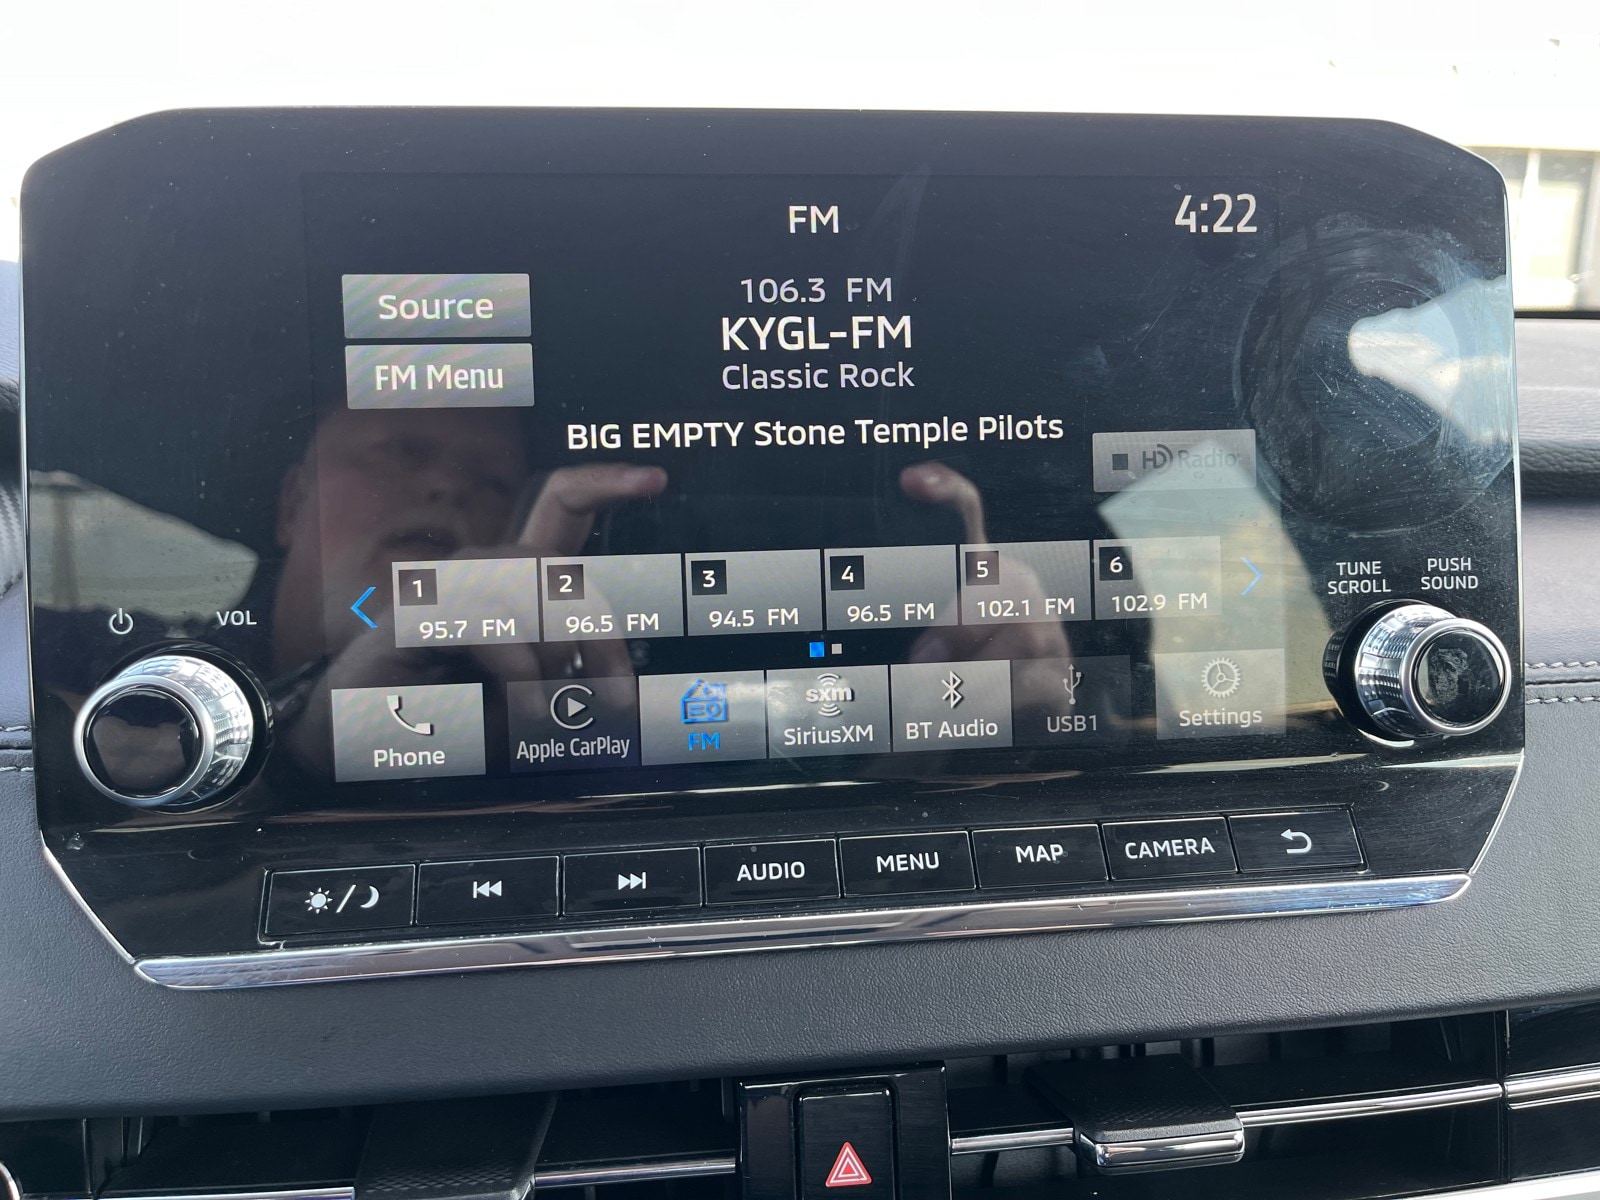 FM
4:22
Source
FM Menu
106.3 FM
KYGL-FM
Classic Rock
BIG EMPTY Stone Temple Pilots
HD Radio
1
95.7 FM
2
96.5 FM
3
94.5 FM
4
96.5 FM
5
102.1 FM
6
102.9 FM
VOL
TUNE
SCROLL
PUSH
SOUND
Phone
Apple CarPlay
FM
sxm
SiriusXM
BT Audio
USB1
Settings
AUDIO
MENU
MAP
CAMERA